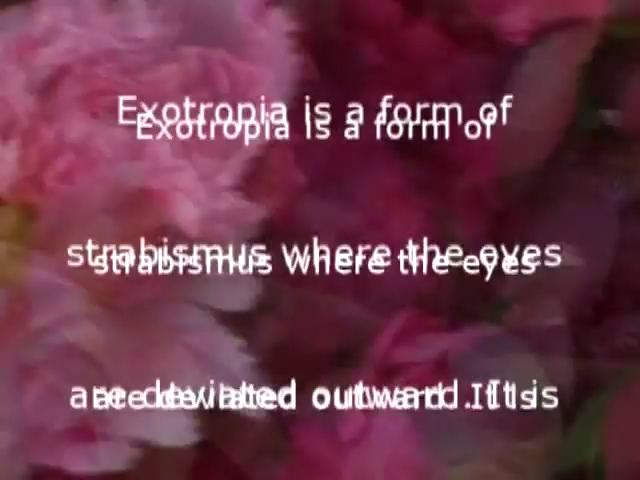 Exotropia is a form of
strabismus where the eyes
are deviated outward. It is